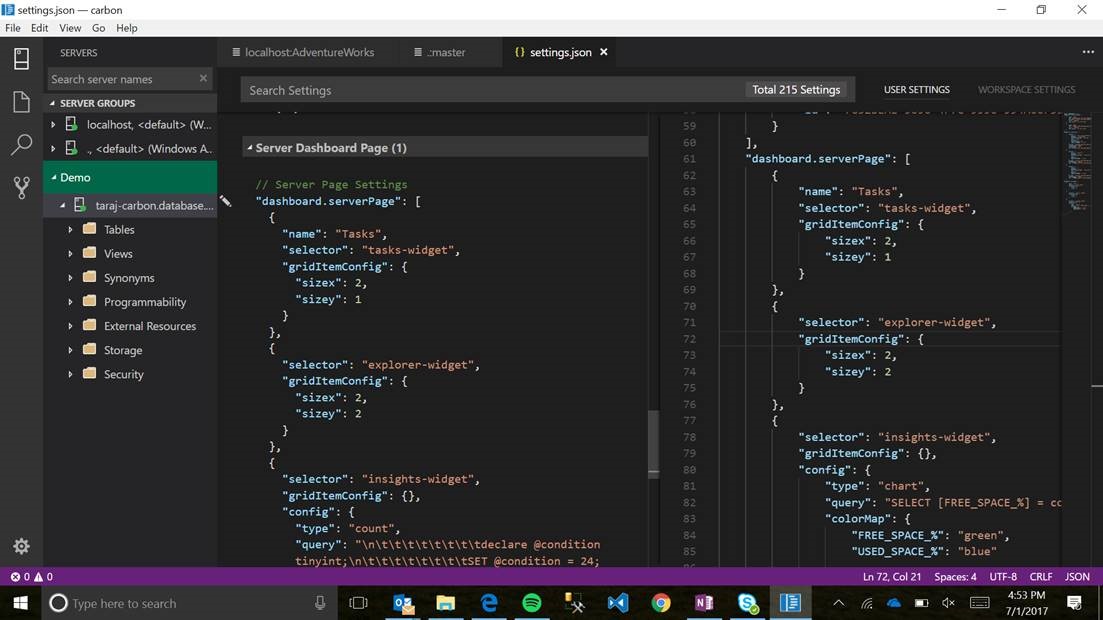 settings.json — carbon
File Edit View Go Help
SERVERS
Search server names
SERVER GROUPS
localhost, <default> (W...
., <default> (Windows A..
Demo
taraj-carbon.database....
Tables
Views
Synonyms
Programmability
External Resources
Storage
Security
localhost:AdventureWorks
.:master
{} settings.json
Search Settings
Total 215 Settings
USER SETTINGS
WORKSPACE SETTINGS
Server Dashboard Page (1)
// Server Page Settings
"dashboard.serverPage": [
{
"name": "Tasks",
"selector": "tasks-widget",
"gridItemConfig": {
"sizex": 2,
"sizey": 1
}
},
{
"selector": "explorer-widget",
"gridItemConfig": {
"sizex": 2,
"sizey": 2
}
},
{
"selector": "insights-widget",
"gridItemConfig": {},
"config": {
"type": "count",
"query": "\n\t\t\t\t\t\t\t\tdeclare @condition
tinyint;\n\t\t\t\t\t\t\t\tSET @condition = 24;
59 }
60 ],
61 "dashboard.serverPage": [
62 {
63 "name": "Tasks",
64 "selector": "tasks-widget",
65 "gridItemConfig": {
66 "sizex": 2,
67 "sizey": 1
68 }
69 },
70 {
71 "selector": "explorer-widget",
72 "gridItemConfig": {
73 "sizex": 2,
74 "sizey": 2
75 }
76 },
77 {
78 "selector": "insights-widget",
79 "gridItemConfig": {},
80 "config": {
81 "type": "chart",
82 "query": "SELECT [FREE_SPACE_%] = co
83 "colorMap": {
84 "FREE_SPACE_%": "green",
85 "USED_SPACE_%": "blue"
0 0
Ln 72, Col 21 Spaces: 4 UTF-8 CRLF JSON
Type here to search
4:53 PM
7/1/2017